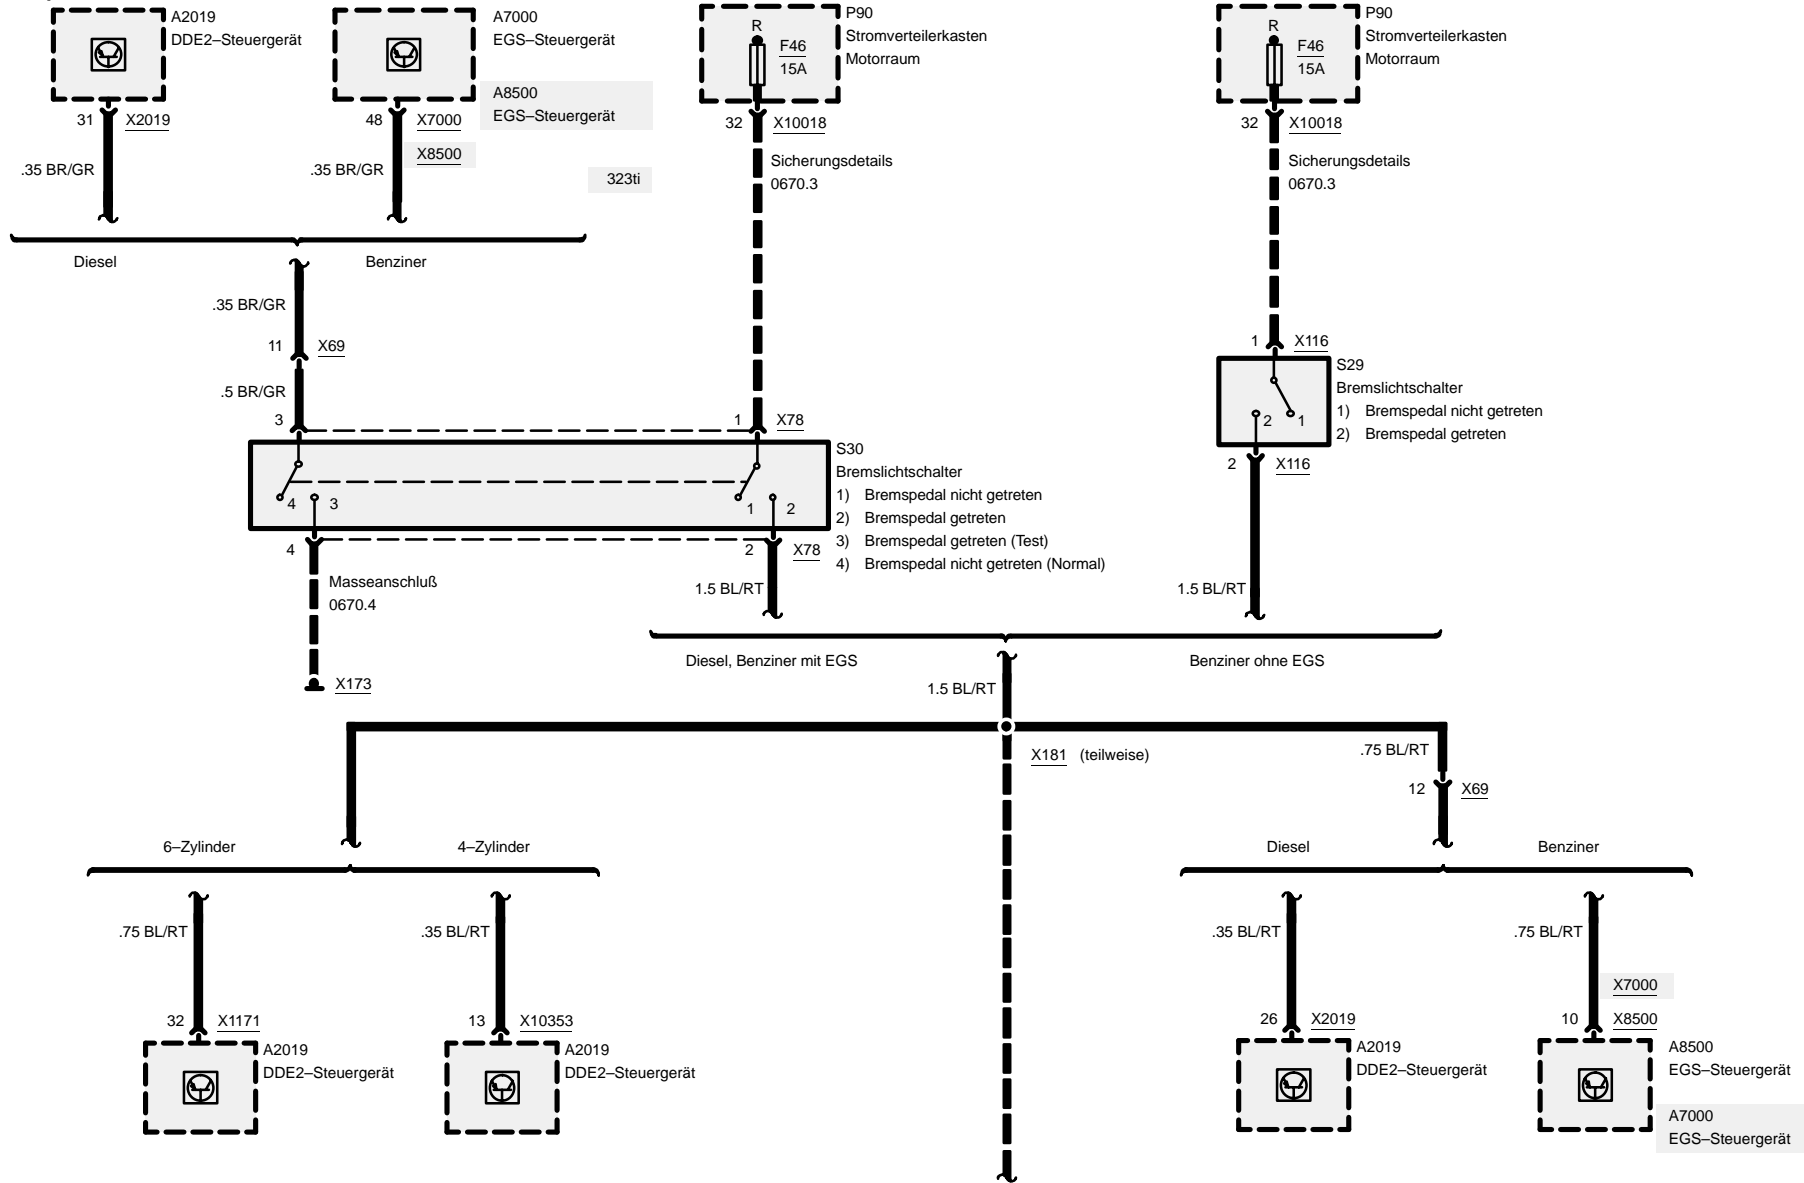 A2019
DDE2–Steuergerät
A7000
EGS–Steuergerät
A8500
EGS–Steuergerät
P90
Stromverteilerkasten
Motorraum
R
F46
15A
P90
Stromverteilerkasten
Motorraum
R
F46
15A
31 X2019
48 X7000
X8500
32 X10018
32 X10018
.35 BR/GR
.35 BR/GR
323ti
Sicherungsdetails
0670.3
Sicherungsdetails
0670.3
Diesel
Benziner
.35 BR/GR
11 X69
.5 BR/GR
3
1 X78
1 X116
S29
Bremslichtschalter
1) Bremspedal nicht getreten
2) Bremspedal getreten
2 1
2 X116
S30
Bremslichtschalter
1) Bremspedal nicht getreten
2) Bremspedal getreten
3) Bremspedal getreten (Test)
4) Bremspedal nicht getreten (Normal)
4 3
1 2
4
2 X78
Masseanschluß
0670.4
1.5 BL/RT
1.5 BL/RT
X173
Diesel, Benziner mit EGS
Benziner ohne EGS
1.5 BL/RT
X181 (teilweise)
.75 BL/RT
12 X69
6–Zylinder
4–Zylinder
Diesel
Benziner
.75 BL/RT
.35 BL/RT
.35 BL/RT
.75 BL/RT
X7000
32 X1171
13 X10353
26 X2019
10 X8500
A2019
DDE2–Steuergerät
A2019
DDE2–Steuergerät
A2019
DDE2–Steuergerät
A8500
EGS–Steuergerät
A7000
EGS–Steuergerät